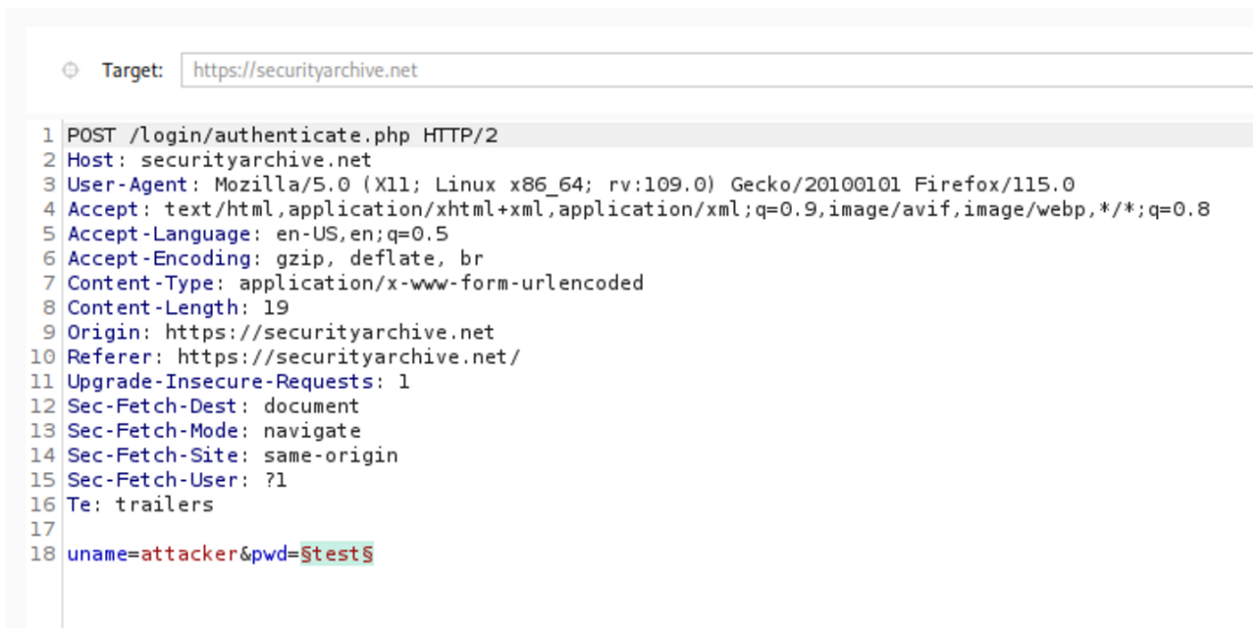 Target: https://securityarchive.net
1 POST /login/authenticate.php HTTP/2
2 Host: securityarchive.net
3 User-Agent: Mozilla/5.0 (X11; Linux x86_64; rv:109.0) Gecko/20100101 Firefox/115.0
4 Accept: text/html,application/xhtml+xml,application/xml;q=0.9,image/avif,image/webp,*/*;q=0.8
5 Accept-Language: en-US,en;q=0.5
6 Accept-Encoding: gzip, deflate, br
7 Content-Type: application/x-www-form-urlencoded
8 Content-Length: 19
9 Origin: https://securityarchive.net
10 Referer: https://securityarchive.net/
11 Upgrade-Insecure-Requests: 1
12 Sec-Fetch-Dest: document
13 Sec-Fetch-Mode: navigate
14 Sec-Fetch-Site: same-origin
15 Sec-Fetch-User: ?1
16 Te: trailers
17
18 uname=attacker&pwd=§test§